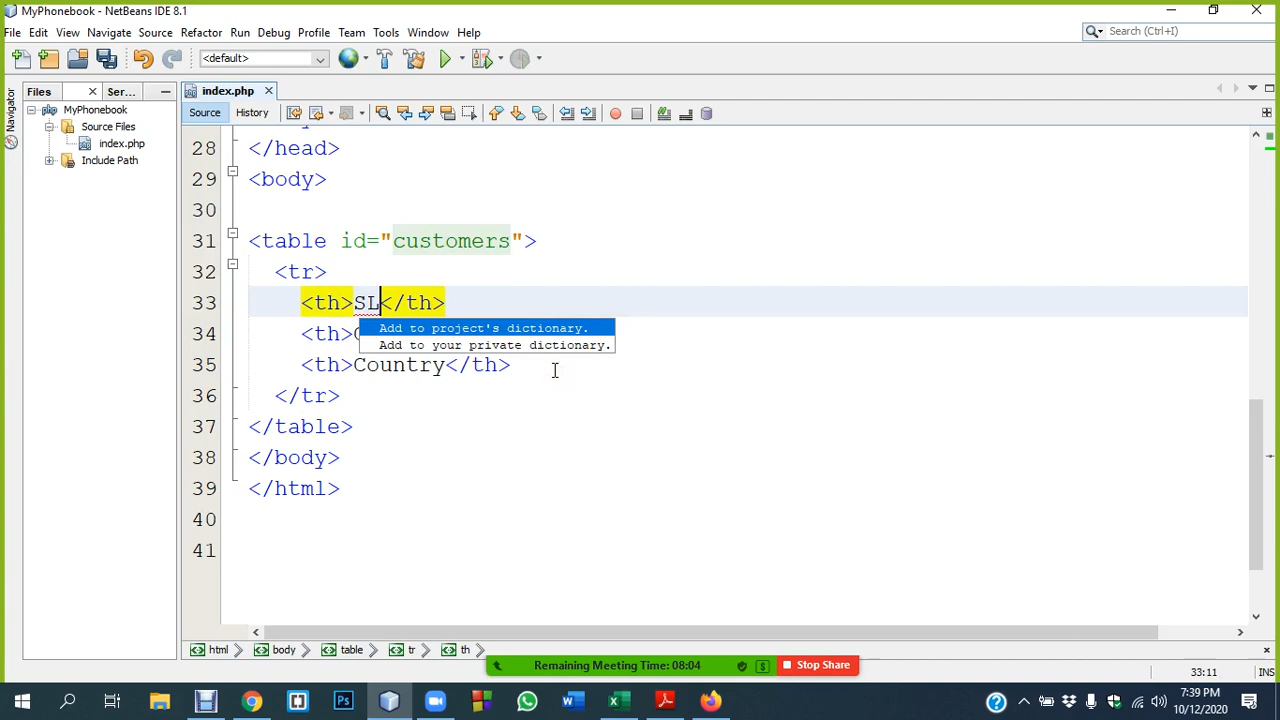 MyPhonebook - NetBeans IDE 8.1
File Edit View Navigate Source Refactor Run Debug Profile Team Tools Window Help
Search (Ctrl+I)
<default>
Files
Ser...
index.php
Navigator
MyPhonebook
Source Files
index.php
Include Path
Source History
28 </head>
29 <body>
30
31 <table id="customers">
32 <tr>
33 <th>SL</th>
34 <th>
Add to project's dictionary.
Add to your private dictionary.
35 <th>Country</th>
36 </tr>
37 </table>
38 </body>
39 </html>
40
41
html body table tr th
Remaining Meeting Time: 08:04
Stop Share
33:11 INS
7:39 PM
10/12/2020